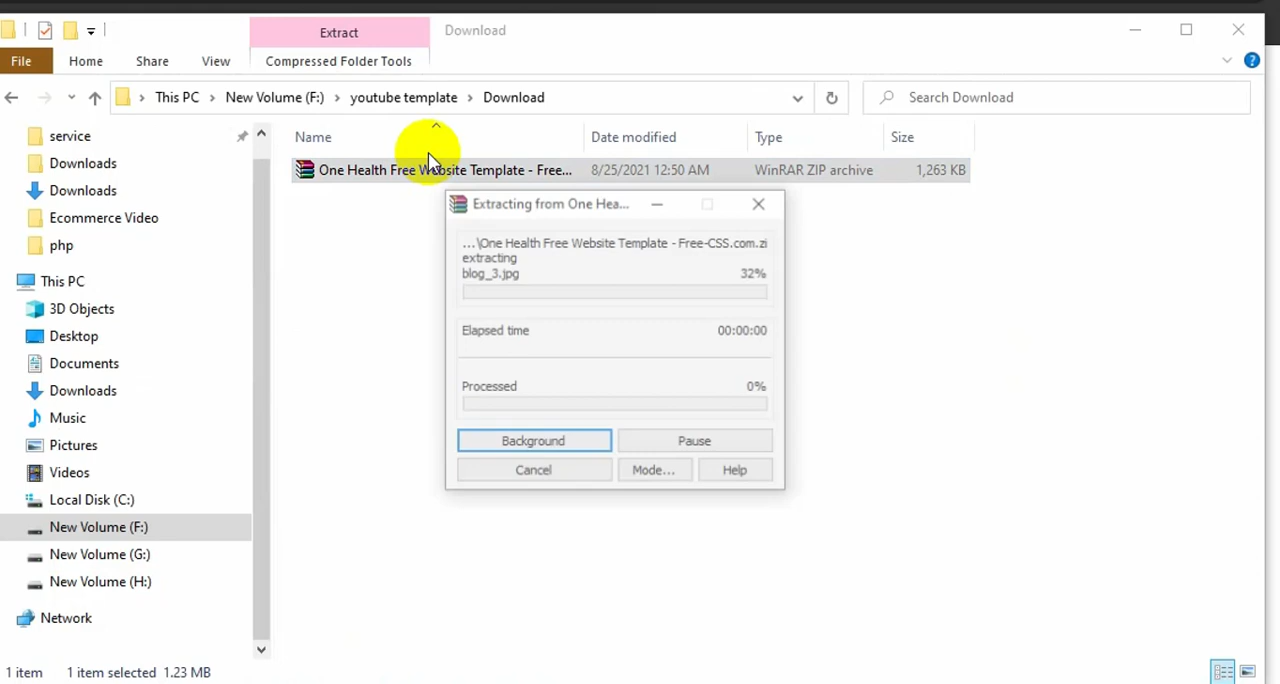 Extract
Download
File
Home
Share
View
Compressed Folder Tools
This PC
New Volume (F:)
youtube template
Download
Search Download
service
Downloads
Downloads
Ecommerce Video
php
This PC
3D Objects
Desktop
Documents
Downloads
Music
Pictures
Videos
Local Disk (C:)
New Volume (F:)
New Volume (G:)
New Volume (H:)
Network
Name
Date modified
Type
Size
One Health Free Website Template - Free...
8/25/2021 12:50 AM
WinRAR ZIP archive
1,263 KB
Extracting from One Hea...
...\One Health Free Website Template - Free-CSS.com.zi
extracting
blog_3.jpg
32%
Elapsed time
00:00:00
Processed
0%
Background
Pause
Cancel
Mode...
Help
1 item
1 item selected 1.23 MB